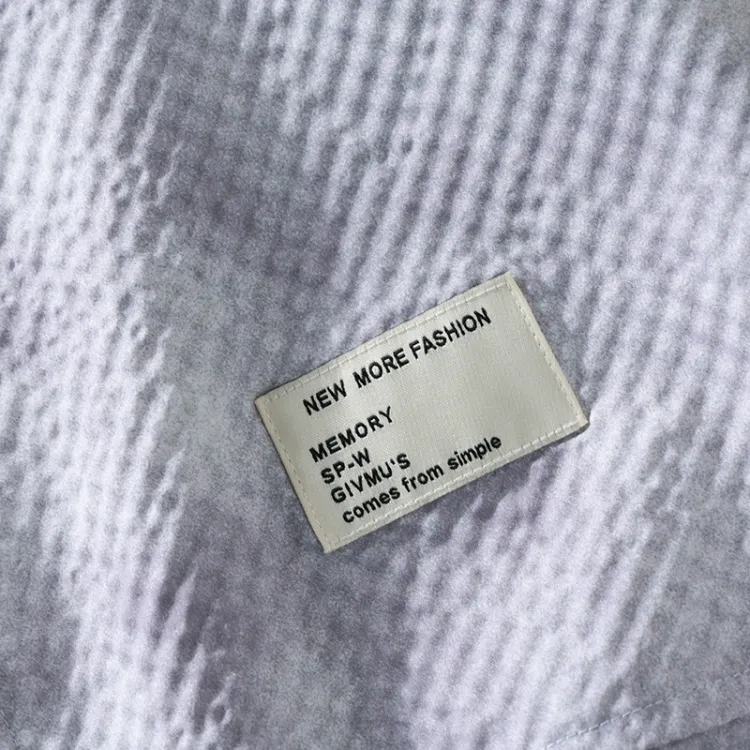 NEW MORE FASHION
MEMORY
SP-W
GIVMU'S
comes from simple